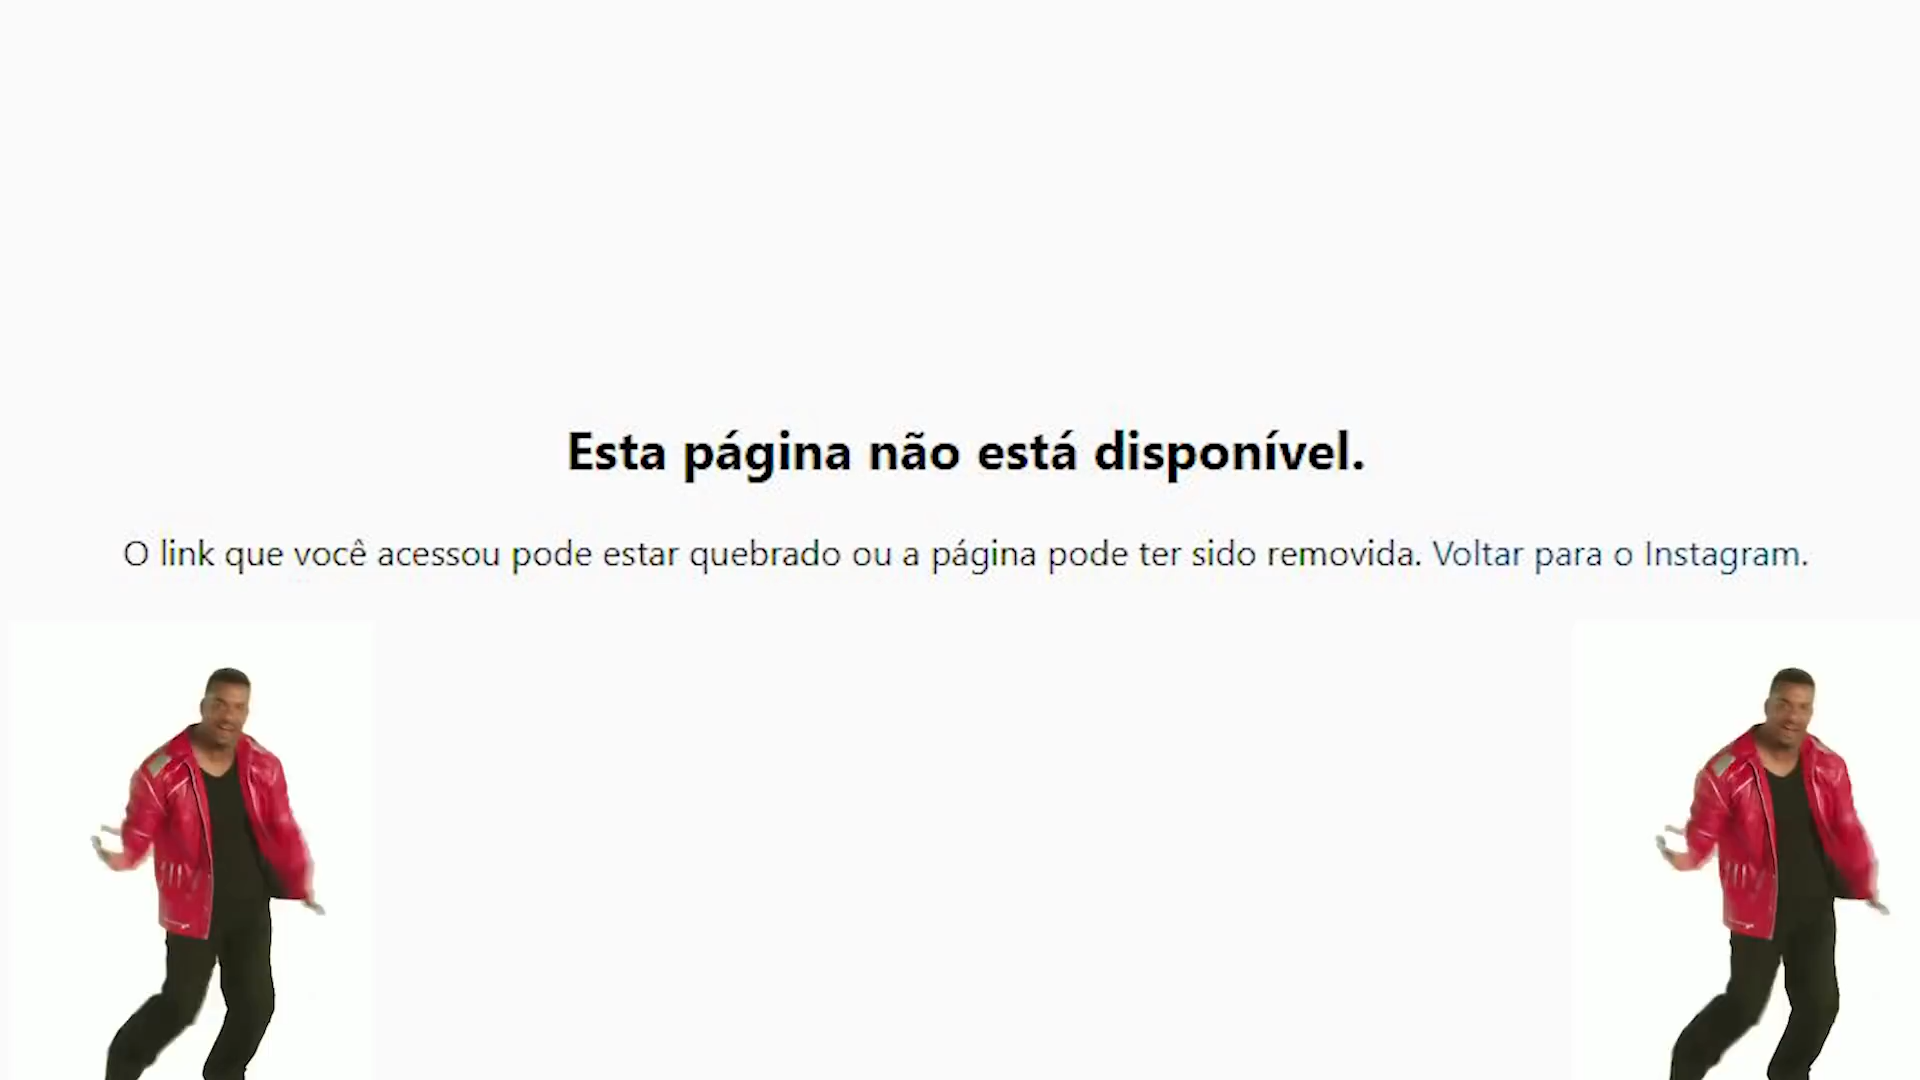 Esta página não está disponível.
O link que você acessou pode estar quebrado ou a página pode ter sido removida. Voltar para o Instagram.